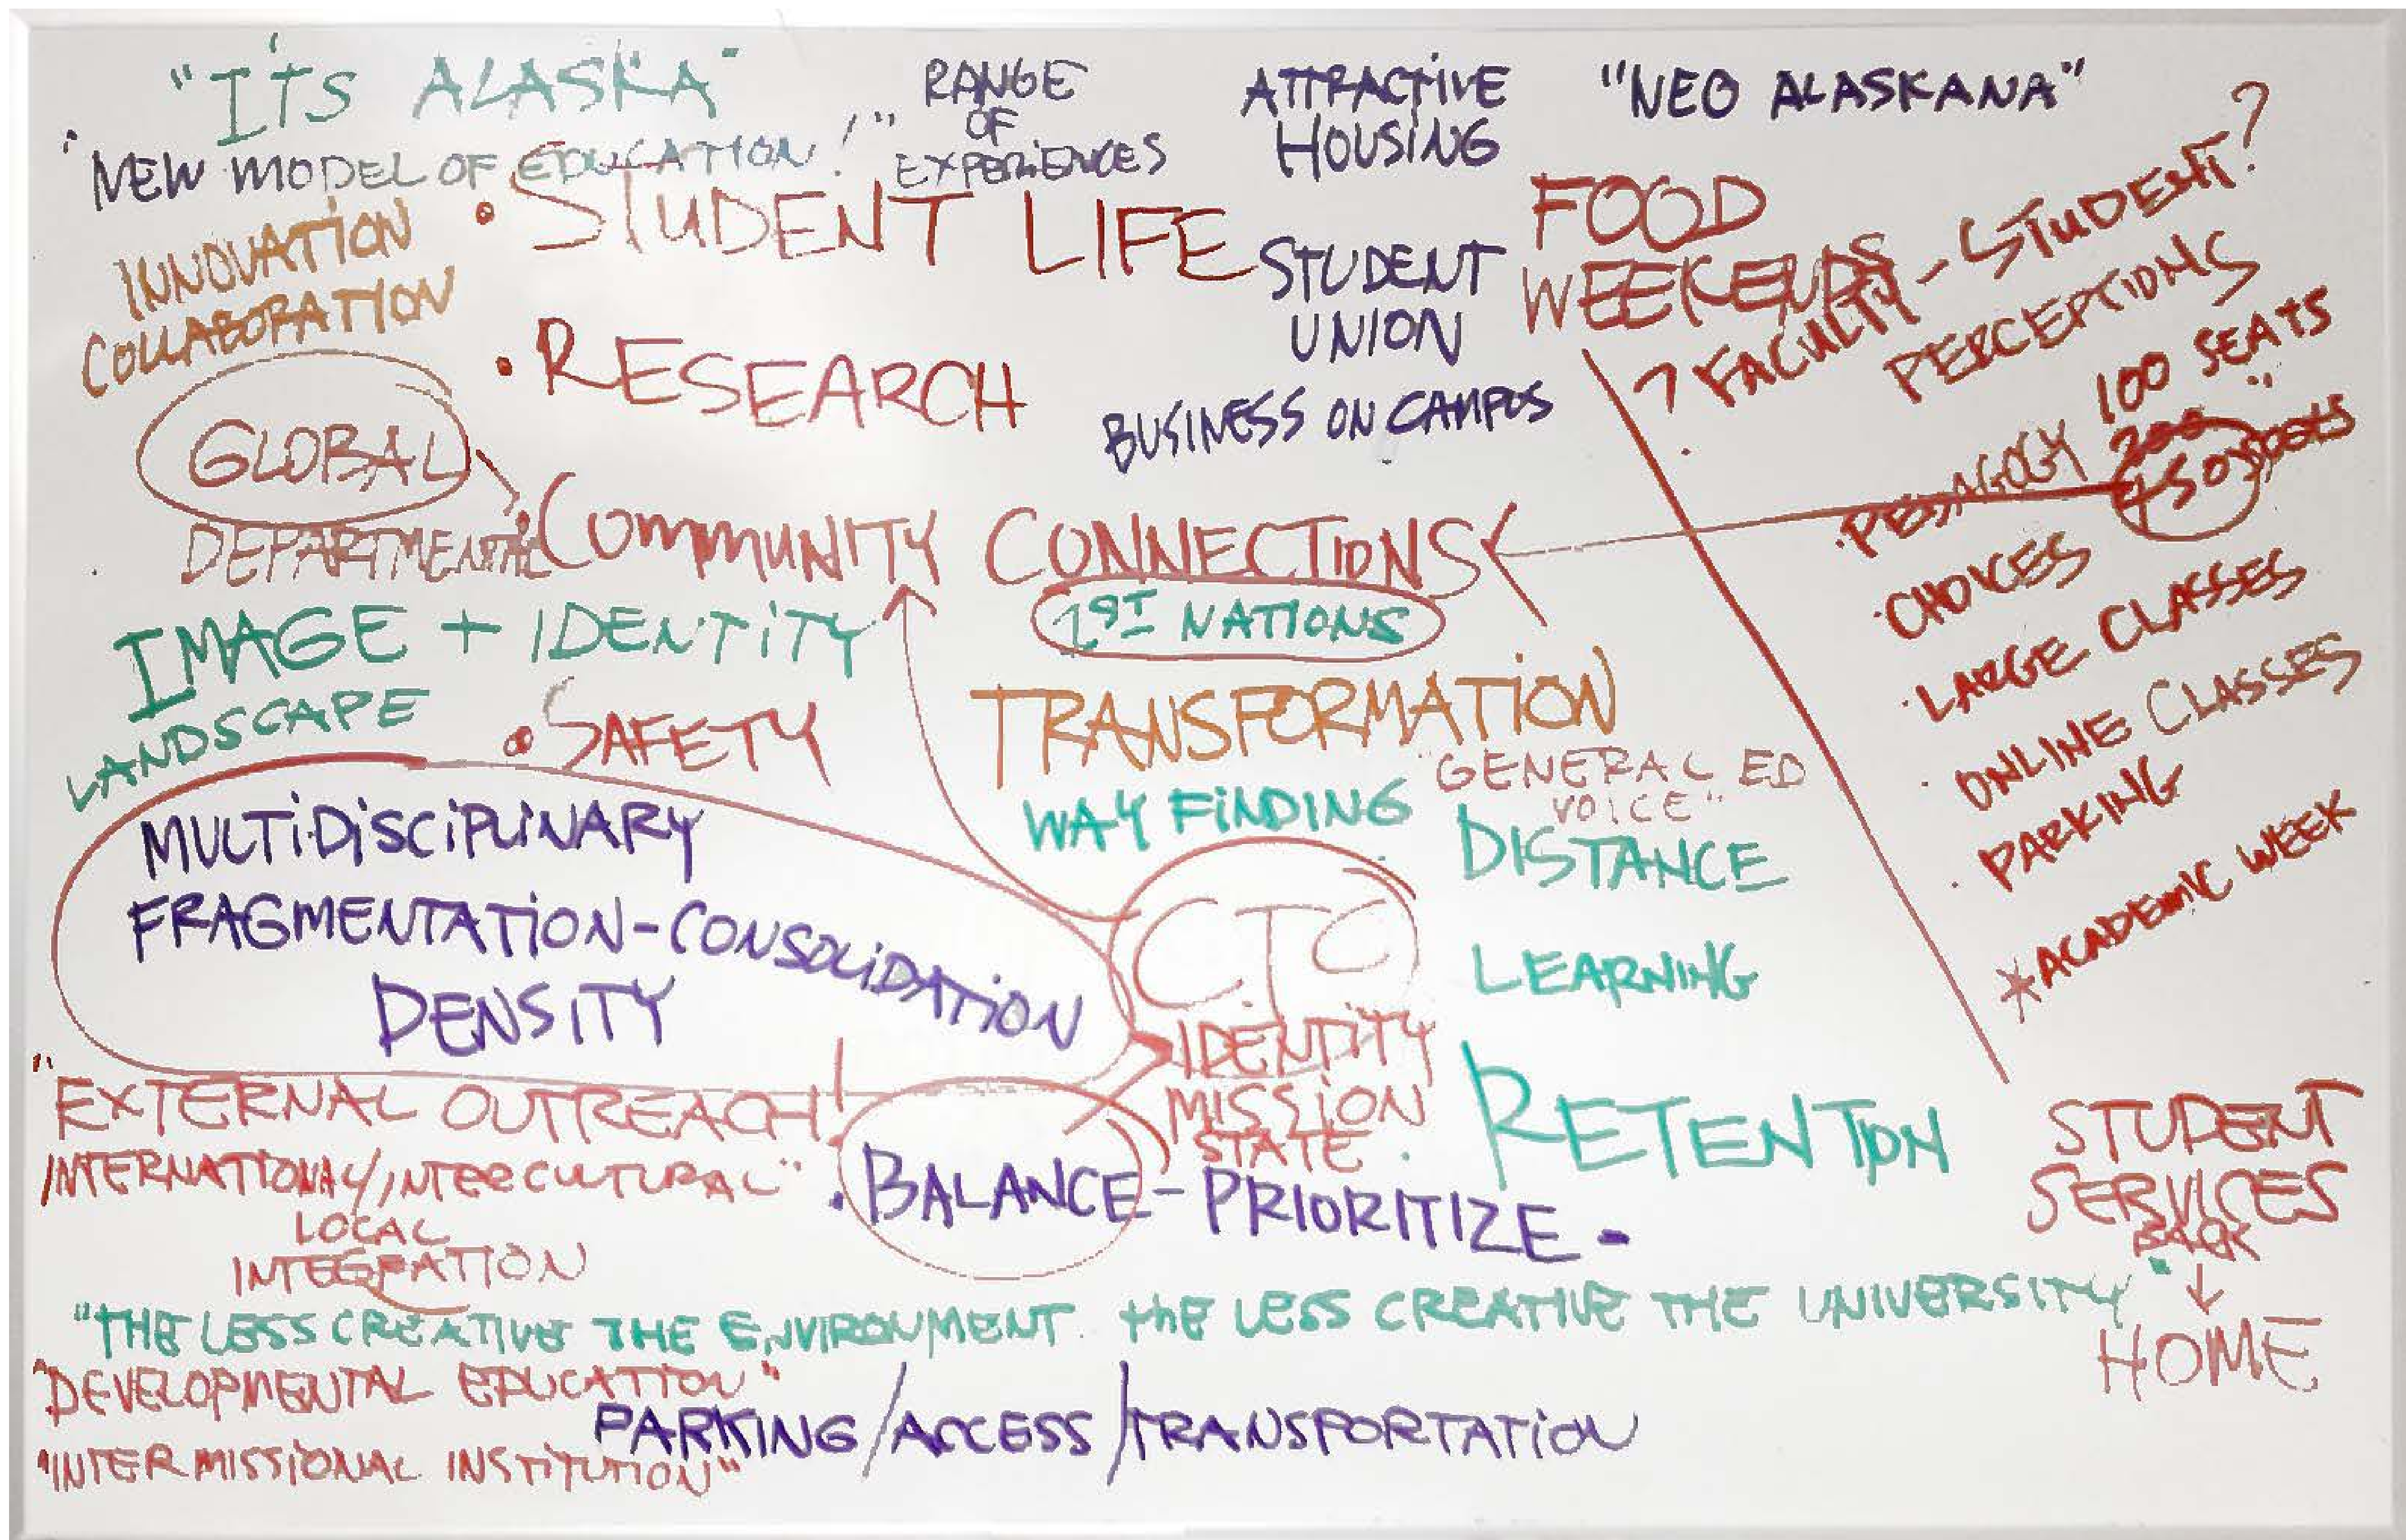 "ITS ALASKA"
"NEW MODEL OF EDUCATION!"
RANGE
OF
EXPERIENCES
ATTRACTIVE
HOUSING
"NEO ALASKANA"
INNOVATION
COLLABORATION
• STUDENT LIFE
STUDENT
UNION
FOOD
WEEKENDS
? FACULTY - STUDENT?
PERCEPTIONS
• RESEARCH
BUSINESS ON CAMPUS
GLOBAL
DEPARTMENTAL
• COMMUNITY CONNECTIONS
1ST NATIONS
• PEDAGOGY 100 SEATS
200
• CHOICES
• LARGE CLASSES
• ONLINE CLASSES
• PARKING
* ACADEMIC WEEK
IMAGE + IDENTITY
LANDSCAPE
• SAFETY
TRANSFORMATION
"GENERAL ED
VOICE"
WAY FINDING
DISTANCE
LEARNING
MULTIDISCIPLINARY
FRAGMENTATION-CONSOLIDATION
DENSITY
CTC
IDENTITY
MISSION
STATE.
RETENTION
"EXTERNAL OUTREACH!
INTERNATIONAL/INTERCULTURAL"
LOCAL
INTEGRATION
• BALANCE - PRIORITIZE -
STUDENT
SERVICES
BACK
↓
HOME
"THE LESS CREATIVE THE ENVIRONMENT. THE LESS CREATIVE THE UNIVERSITY"
"DEVELOPMENTAL EDUCATION"
PARKING/ACCESS/TRANSPORTATION
"INTERMISSIONAL INSTITUTION"